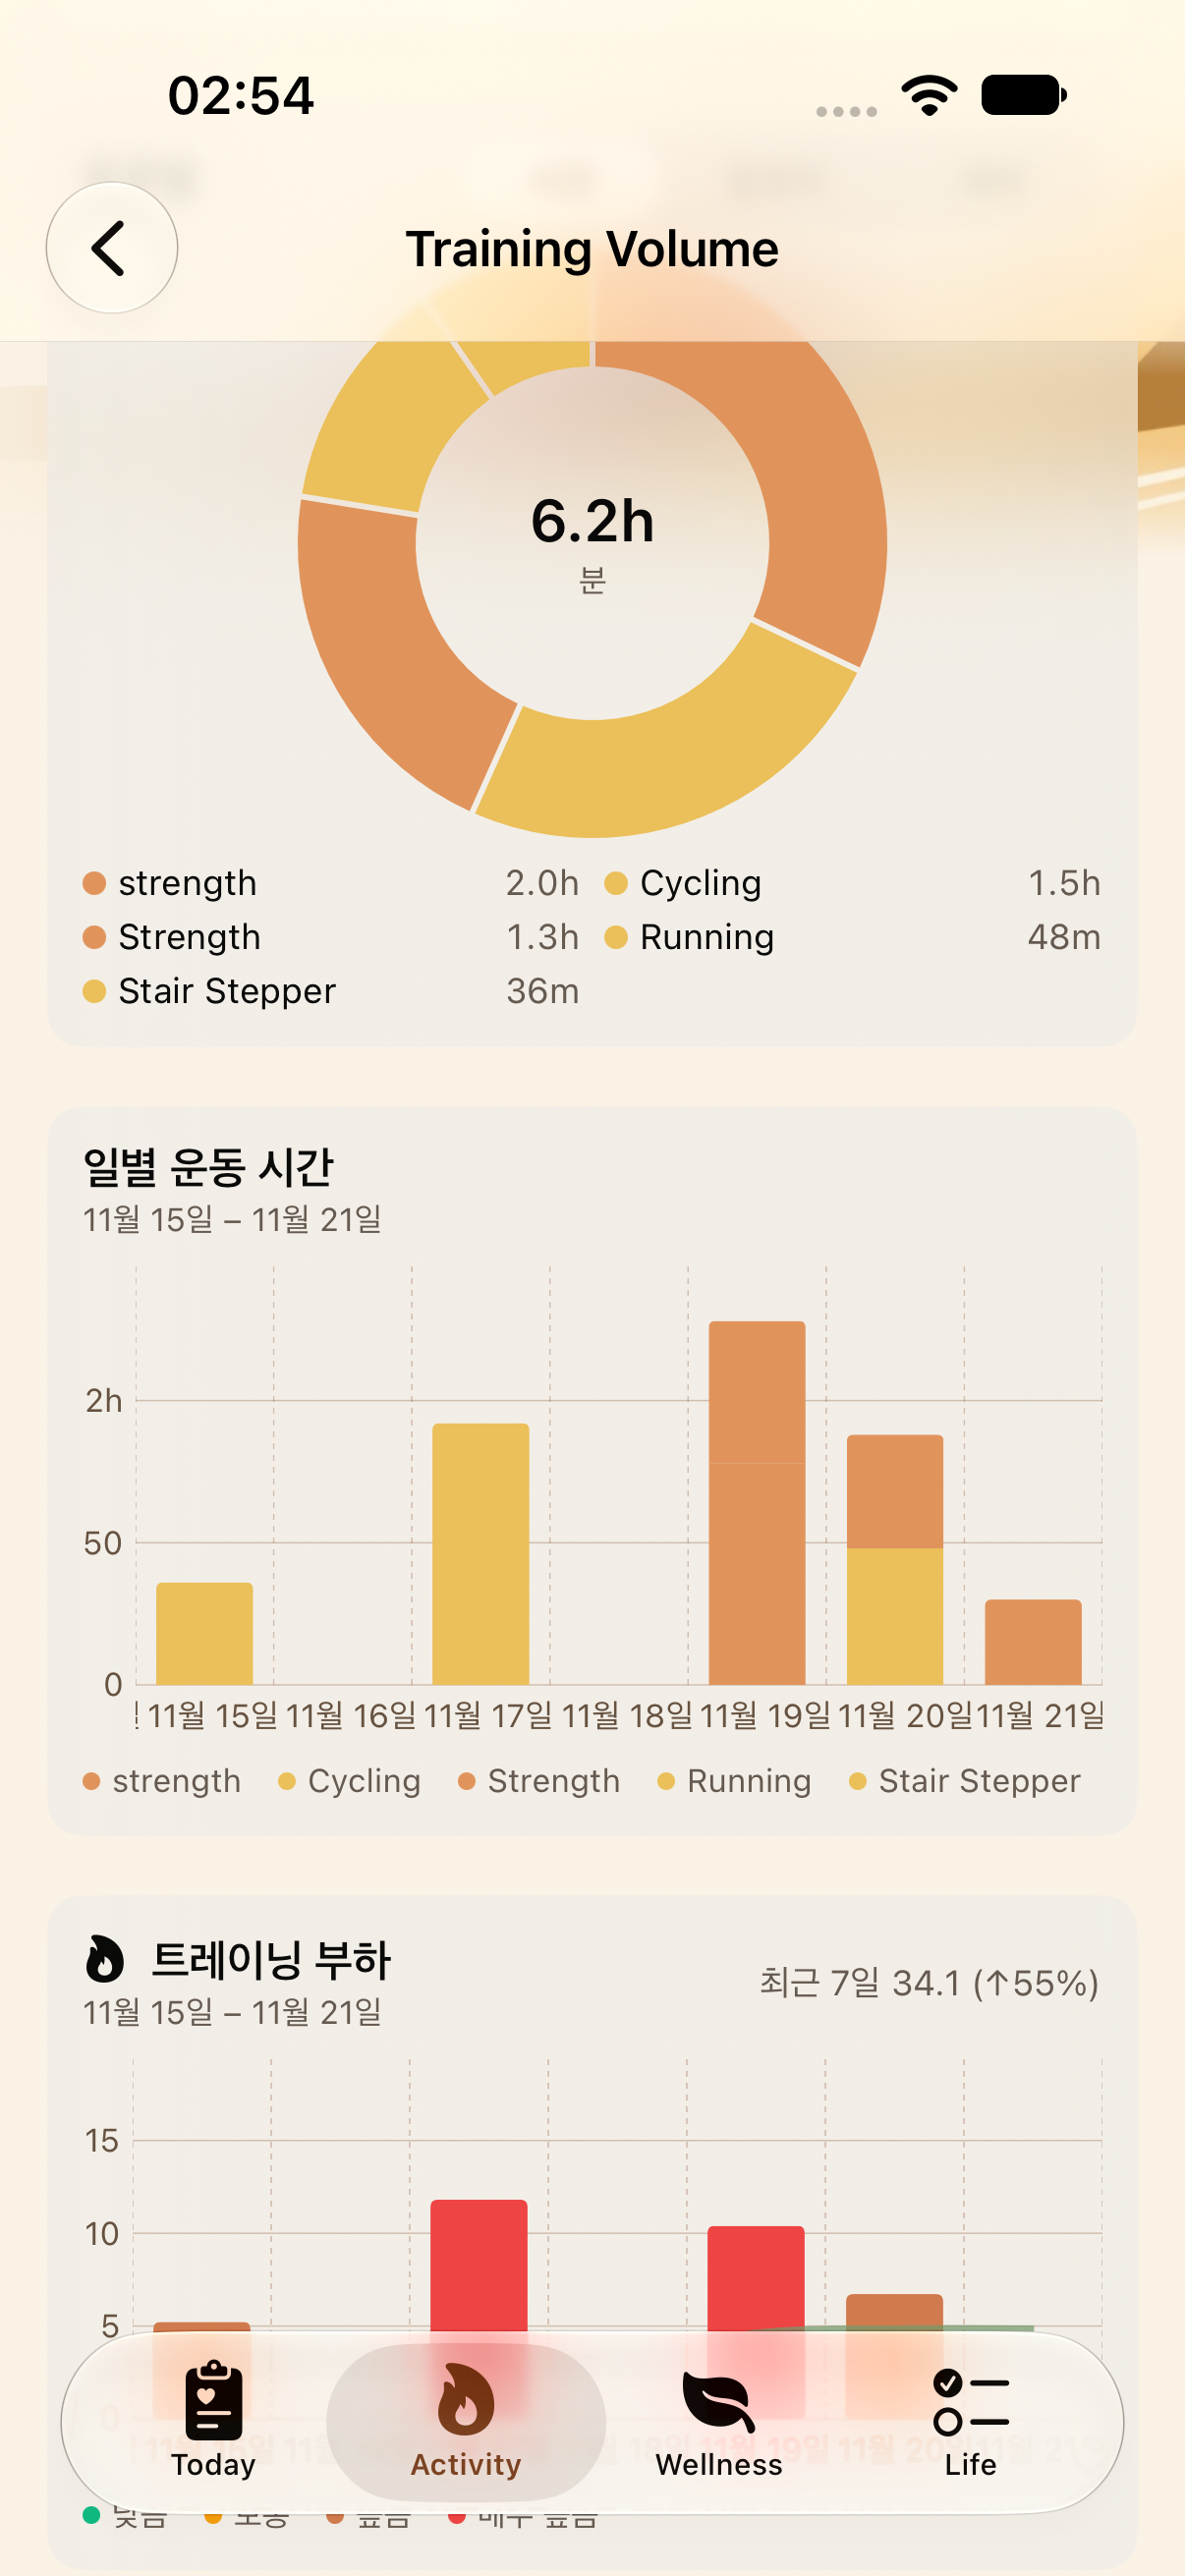 02:54
Training Volume
6.2h
분
strength 2.0h Cycling 1.5h
Strength 1.3h Running 48m
Stair Stepper 36m
일별 운동 시간
11월 15일 – 11월 21일
2h
50
0
11월 15일 11월 16일 11월 17일 11월 18일 11월 19일 11월 20일 11월 21일
strength Cycling Strength Running Stair Stepper
트레이닝 부하
최근 7일 34.1 (↑55%)
11월 15일 – 11월 21일
15
10
5
Today Activity Wellness Life